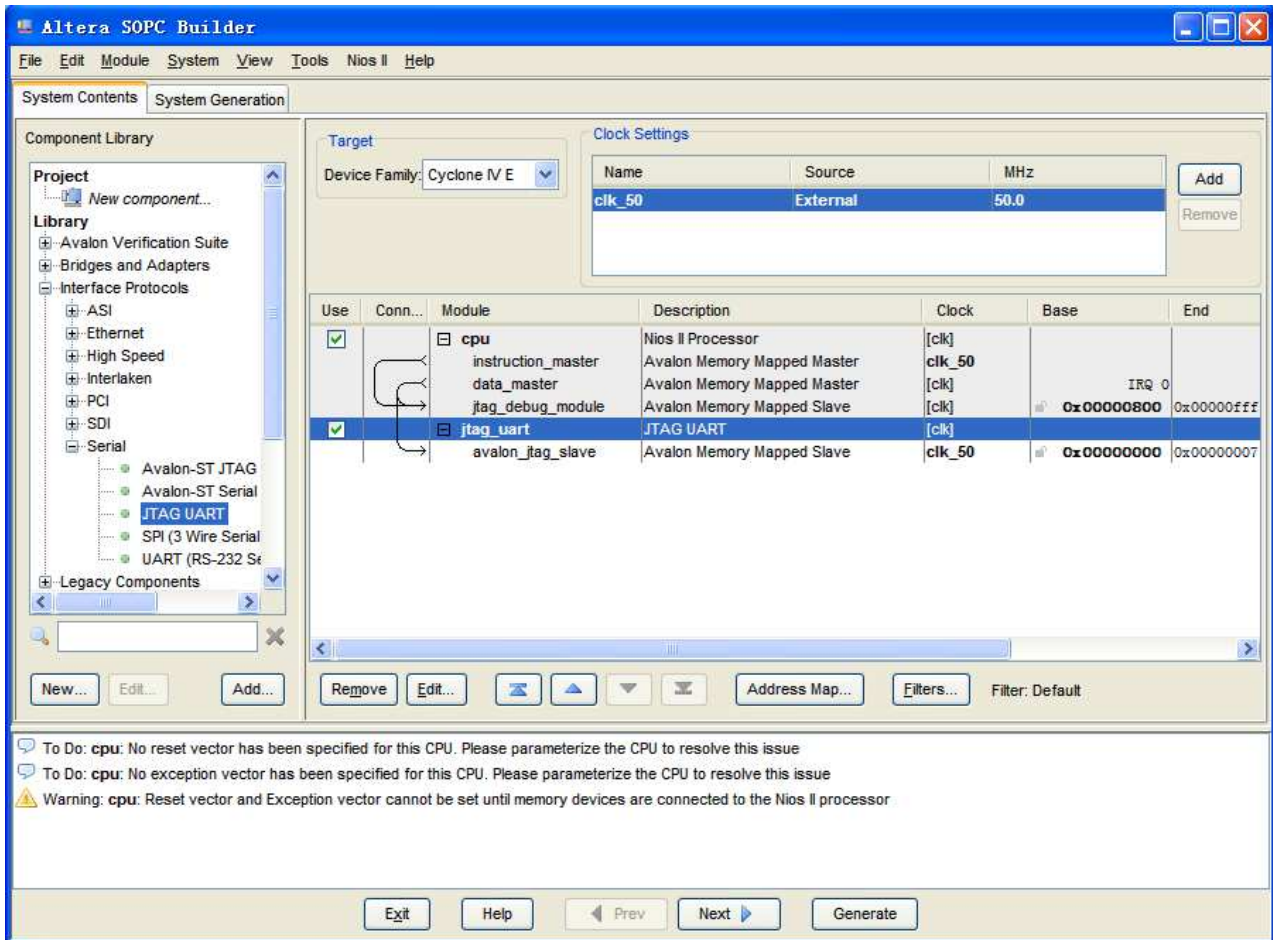 Altera SOPC Builder
File Edit Module System View Tools Nios II Help
System Contents System Generation
Component Library
Project
New component...
Library
Avalon Verification Suite
Bridges and Adapters
Interface Protocols
ASI
Ethernet
High Speed
Interlaken
PCI
SDI
Serial
Avalon-ST JTAG
Avalon-ST Serial
JTAG UART
SPI (3 Wire Serial
UART (RS-232 Se
Legacy Components
New... Edit... Add...
Target
Device Family: Cyclone IV E
Clock Settings
Name Source MHz
clk_50 External 50.0
Add
Remove
Use Conn... Module Description Clock Base End
cpu Nios II Processor [clk]
instruction_master Avalon Memory Mapped Master clk_50
data_master Avalon Memory Mapped Master [clk] IRQ 0
jtag_debug_module Avalon Memory Mapped Slave [clk] 0x00000800 0x00000fff
jtag_uart JTAG UART [clk]
avalon_jtag_slave Avalon Memory Mapped Slave clk_50 0x00000000 0x00000007
Remove Edit... Address Map... Filters... Filter: Default
To Do: cpu: No reset vector has been specified for this CPU. Please parameterize the CPU to resolve this issue
To Do: cpu: No exception vector has been specified for this CPU. Please parameterize the CPU to resolve this issue
Warning: cpu: Reset vector and Exception vector cannot be set until memory devices are connected to the Nios II processor
Exit Help Prev Next Generate